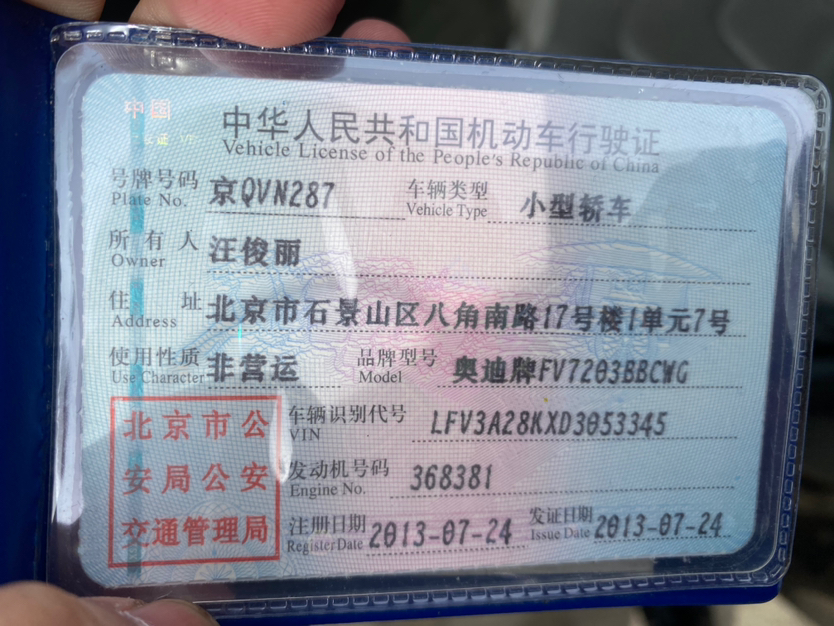 中国
中华人民共和国机动车行驶证
Vehicle License of the People's Republic of China
号牌号码 京QVN287 车辆类型 小型轿车
Plate No. Vehicle Type
所有人 汪俊丽
Owner
住址 北京市石景山区八角南路17号楼1单元7号
Address
使用性质 非营运 品牌型号 奥迪牌FV7203BBCWG
Use Character Model
北京市公
安局公安
交通管理局
车辆识别代号 LFV3A28KXD3053345
VIN
发动机号码 368381
Engine No.
注册日期 2013-07-24 发证日期 2013-07-24
Register Date Issue Date